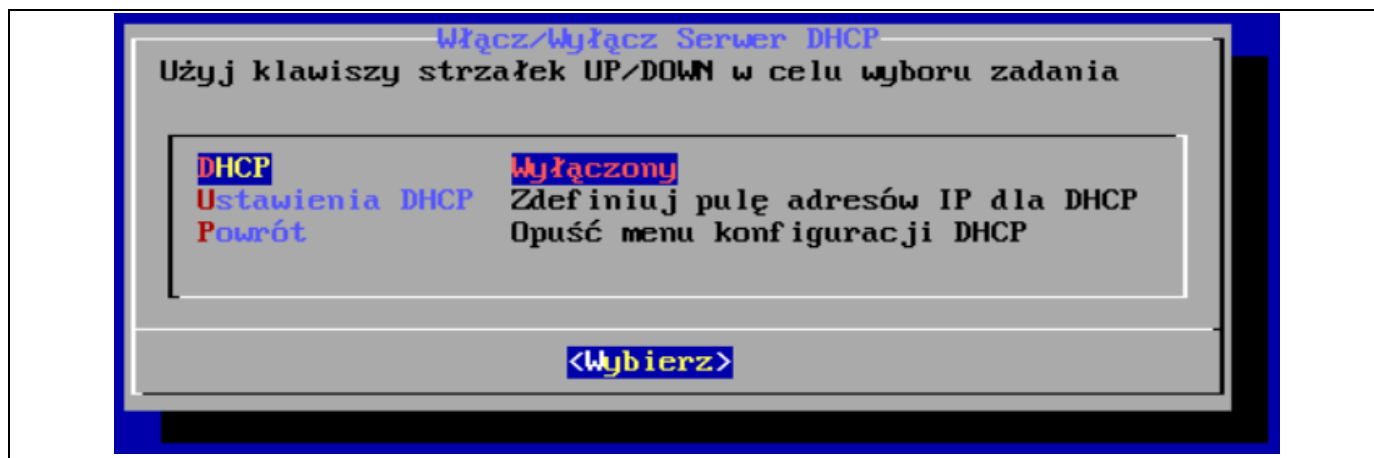 Włącz/Wyłącz Serwer DHCP
Użyj klawiszy strzałek UP/DOWN w celu wyboru zadania
DHCP Wyłączony
Ustawienia DHCP Zdefiniuj pulę adresów IP dla DHCP
Powrót Opuść menu konfiguracji DHCP
<Wybierz>